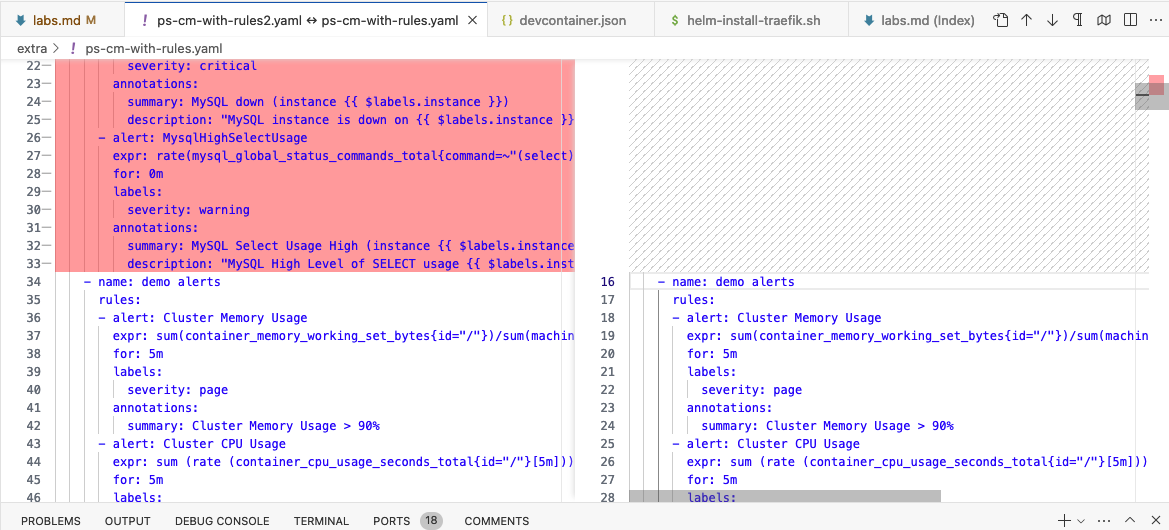 labs.md M
! ps-cm-with-rules2.yaml ↔ ps-cm-with-rules.yaml ×
{} devcontainer.json
$ helm-install-traefik.sh
labs.md (Index)
extra > ! ps-cm-with-rules.yaml
22— severity: critical
23— annotations:
24— summary: MySQL down (instance {{ $labels.instance }})
25— description: "MySQL instance is down on {{ $labels.instance }}
26— - alert: MysqlHighSelectUsage
27— expr: rate(mysql_global_status_commands_total{command=~"(select)
28— for: 0m
29— labels:
30— severity: warning
31— annotations:
32— summary: MySQL Select Usage High (instance {{ $labels.instance
33— description: "MySQL High Level of SELECT usage {{ $labels.inst
34 - name: demo alerts
35 rules:
36 - alert: Cluster Memory Usage
37 expr: sum(container_memory_working_set_bytes{id="/"})/sum(machin
38 for: 5m
39 labels:
40 severity: page
41 annotations:
42 summary: Cluster Memory Usage > 90%
43 - alert: Cluster CPU Usage
44 expr: sum (rate (container_cpu_usage_seconds_total{id="/"}[5m]))
45 for: 5m
46 labels:
16 - name: demo alerts
17 rules:
18 - alert: Cluster Memory Usage
19 expr: sum(container_memory_working_set_bytes{id="/"})/sum(machin
20 for: 5m
21 labels:
22 severity: page
23 annotations:
24 summary: Cluster Memory Usage > 90%
25 - alert: Cluster CPU Usage
26 expr: sum (rate (container_cpu_usage_seconds_total{id="/"}[5m]))
27 for: 5m
28 labels:
PROBLEMS OUTPUT DEBUG CONSOLE TERMINAL PORTS 18 COMMENTS